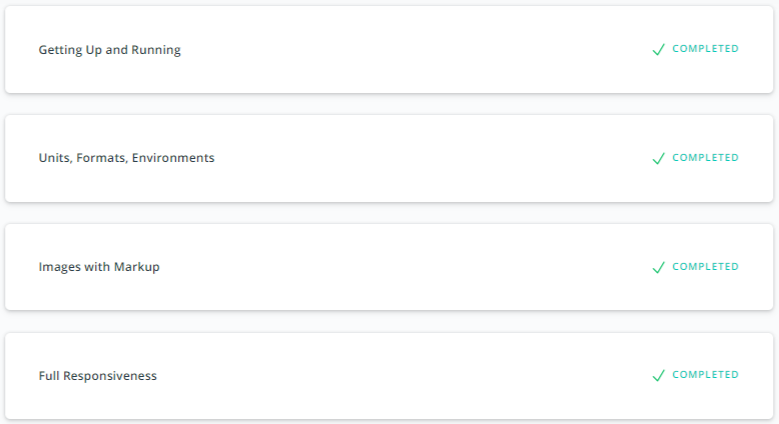 Getting Up and Running COMPLETED
Units, Formats, Environments COMPLETED
Images with Markup COMPLETED
Full Responsiveness COMPLETED